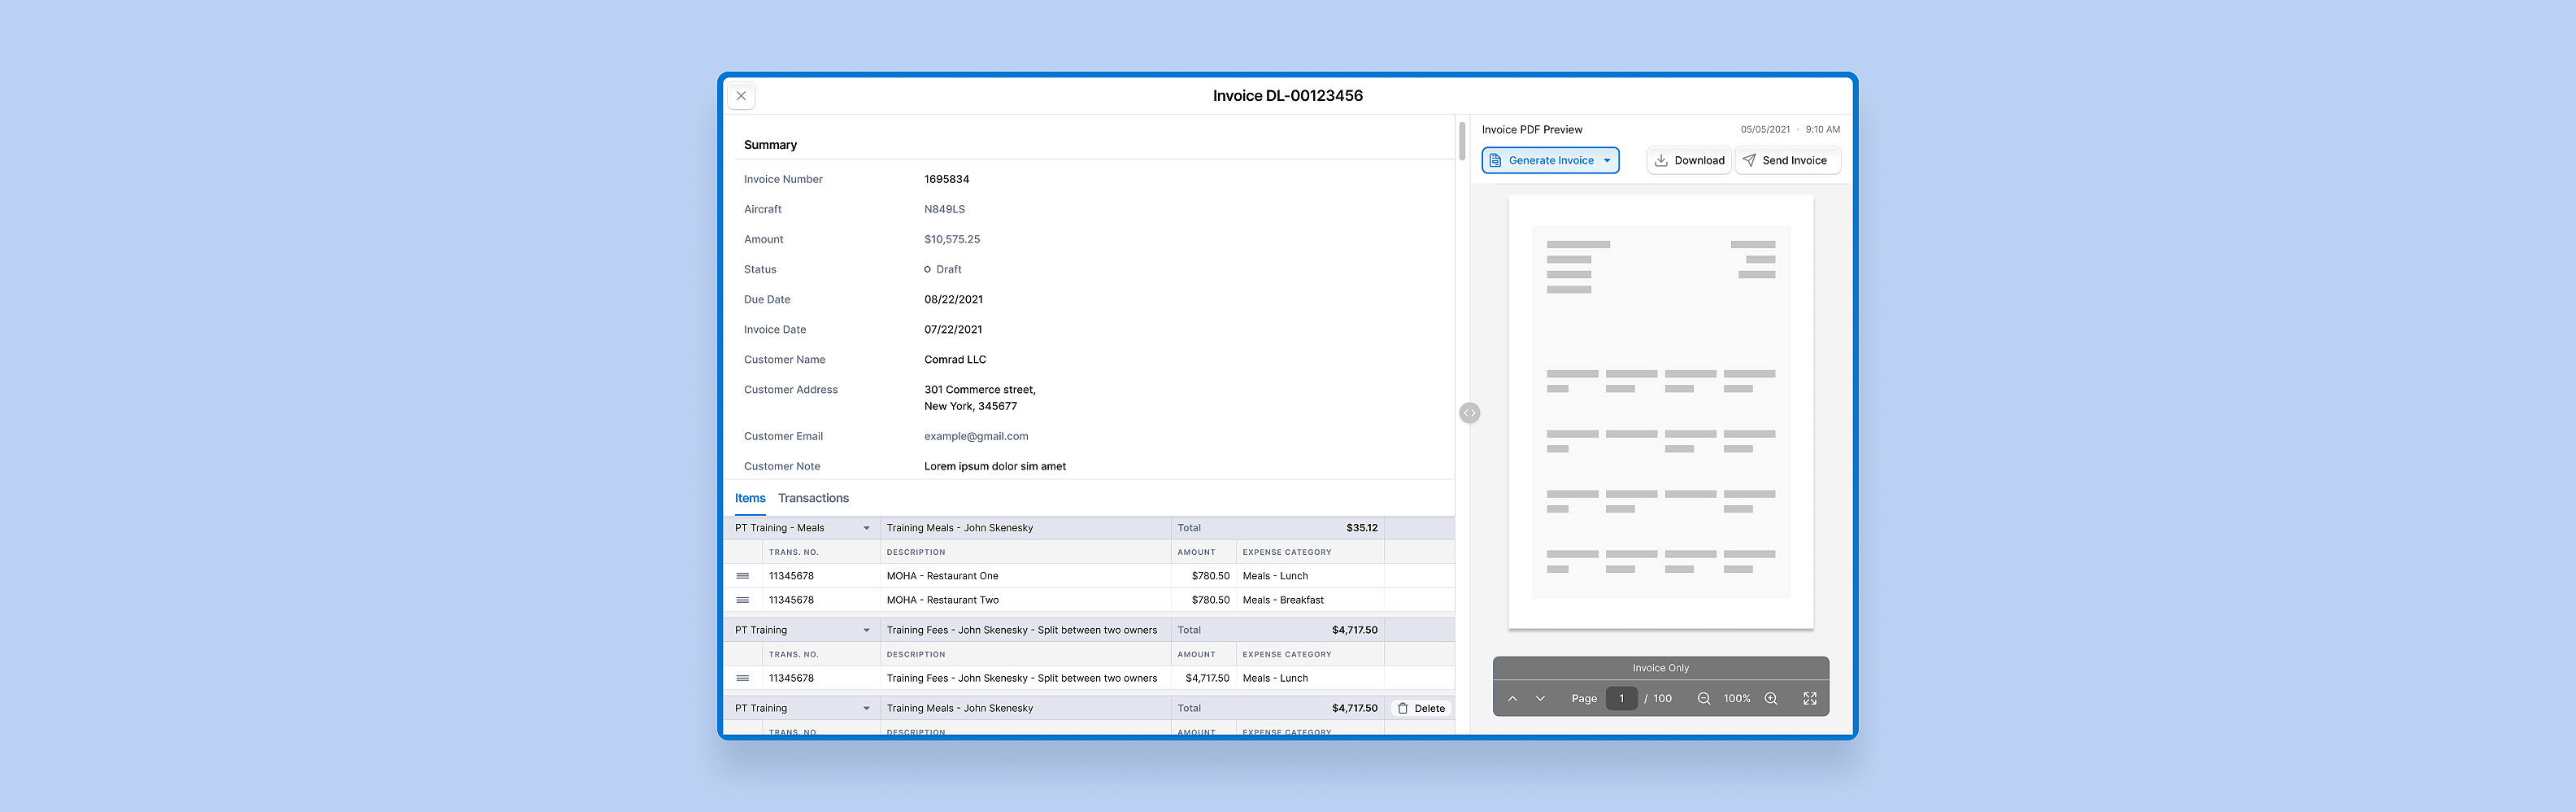 Invoice DL-00123456
Summary
Invoice Number 1695834
Aircraft N849LS
Amount $10,575.25
Status Draft
Due Date 08/22/2021
Invoice Date 07/22/2021
Customer Name Comrad LLC
Customer Address 301 Commerce street,
New York, 345677
Customer Email example@gmail.com
Customer Note Lorem ipsum dolor sim amet
Items Transactions
PT Training - Meals Training Meals - John Skenesky Total $35.12
TRANS. NO. DESCRIPTION AMOUNT EXPENSE CATEGORY
11345678 MOHA - Restaurant One $780.50 Meals - Lunch
11345678 MOHA - Restaurant Two $780.50 Meals - Breakfast
PT Training Training Fees - John Skenesky - Split between two owners Total $4,717.50
TRANS. NO. DESCRIPTION AMOUNT EXPENSE CATEGORY
11345678 Training Fees - John Skenesky - Split between two owners $4,717.50 Meals - Lunch
PT Training Training Meals - John Skenesky Total $4,717.50 Delete
TRANS. NO. DESCRIPTION AMOUNT EXPENSE CATEGORY
Invoice PDF Preview 05/05/2021 - 9:10 AM
Generate Invoice Download Send Invoice
Invoice Only
Page 1 / 100 100%